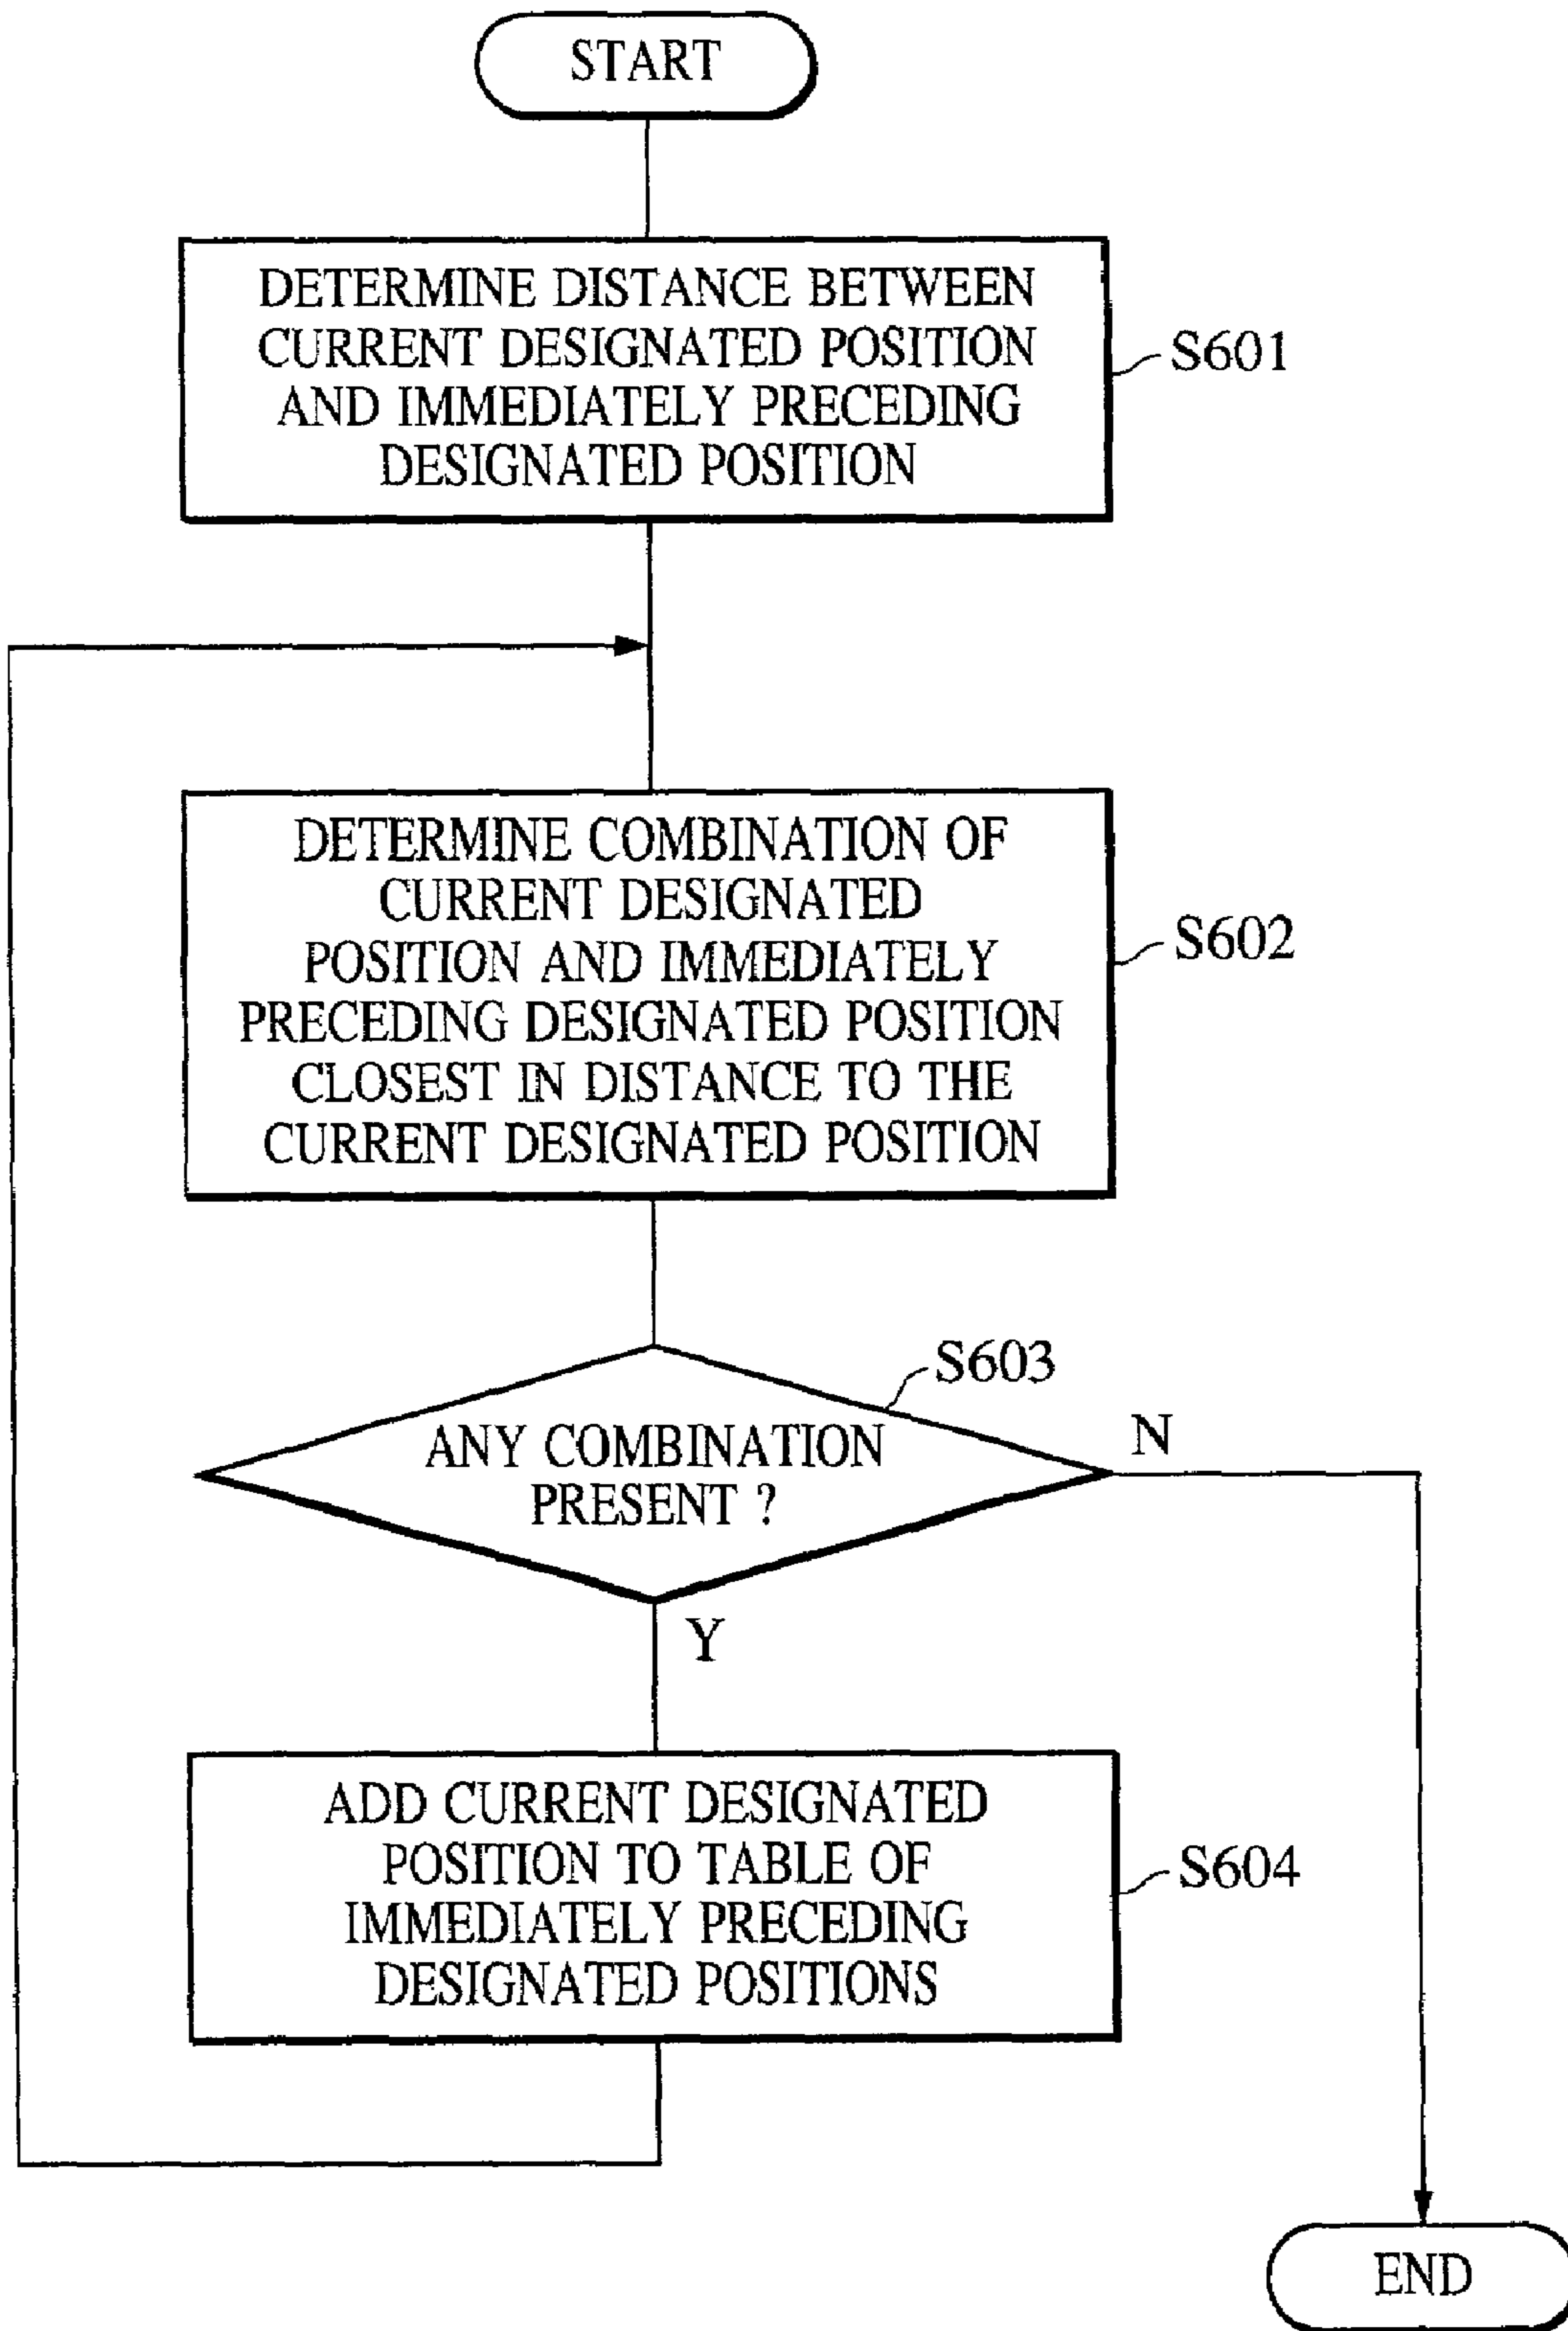 START
DETERMINE DISTANCE BETWEEN
CURRENT DESIGNATED POSITION
AND IMMEDIATELY PRECEDING
DESIGNATED POSITION
S601
DETERMINE COMBINATION OF
CURRENT DESIGNATED
POSITION AND IMMEDIATELY
PRECEDING DESIGNATED POSITION
CLOSEST IN DISTANCE TO THE
CURRENT DESIGNATED POSITION
S602
S603
ANY COMBINATION
PRESENT ?
N
Y
ADD CURRENT DESIGNATED
POSITION TO TABLE OF
IMMEDIATELY PRECEDING
DESIGNATED POSITIONS
S604
END